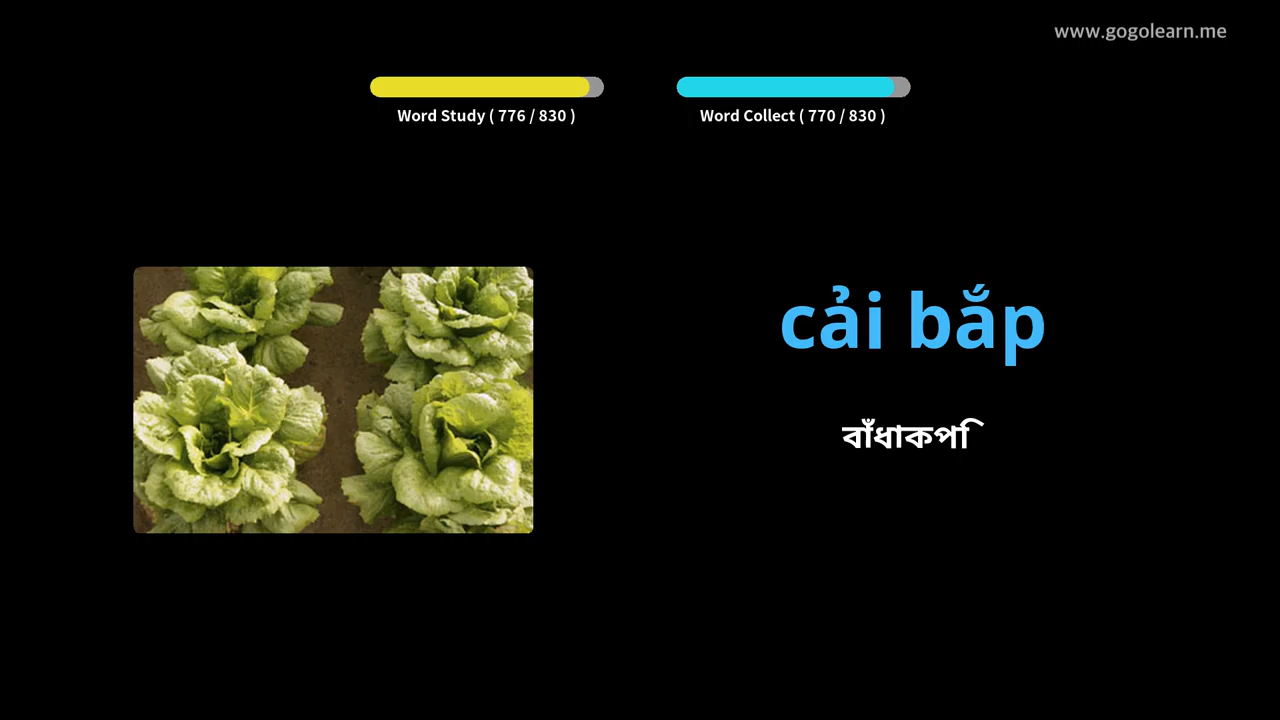 www.gogolearn.me
Word Study ( 776 / 830 )
Word Collect ( 770 / 830 )
cải bắp
বাঁধাকপি